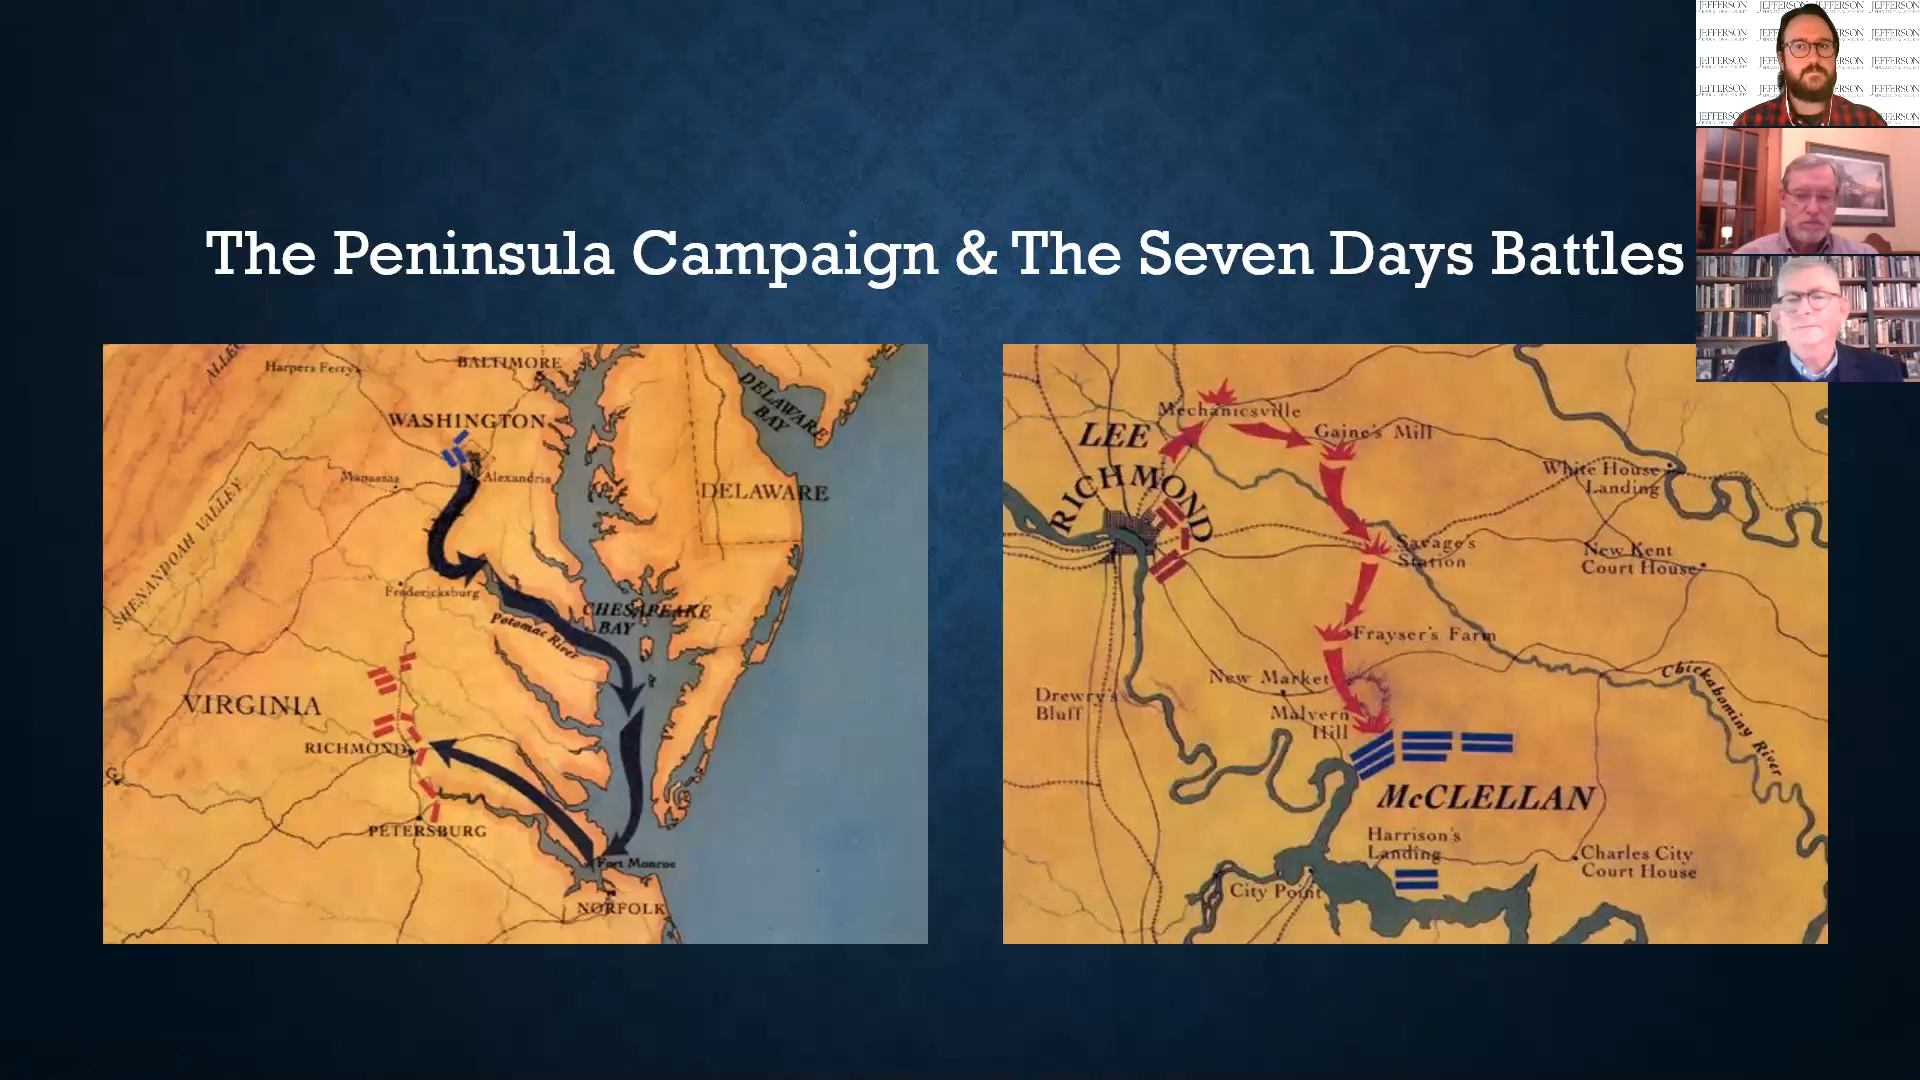 The Peninsula Campaign & The Seven Days Battles
JEFFERSON
Harpers Ferry
BALTIMORE
WASHINGTON
DELAWARE
BAY
Manassas
Alexandria
DELAWARE
SHENANDOAH VALLEY
Fredericksburg
CHESAPEAKE
BAY
Potomac River
VIRGINIA
RICHMOND
PETERSBURG
Fort Monroe
NORFOLK
Mechanicsville
LEE
Gaine's Mill
RICHMOND
White House
Landing
Savage's
Station
New Kent
Court House
Frayser's Farm
New Market
Chickahominy River
Drewry's
Bluff
Malvern
Hill
McCLELLAN
Harrison's
Landing
Charles City
Court House
City Point